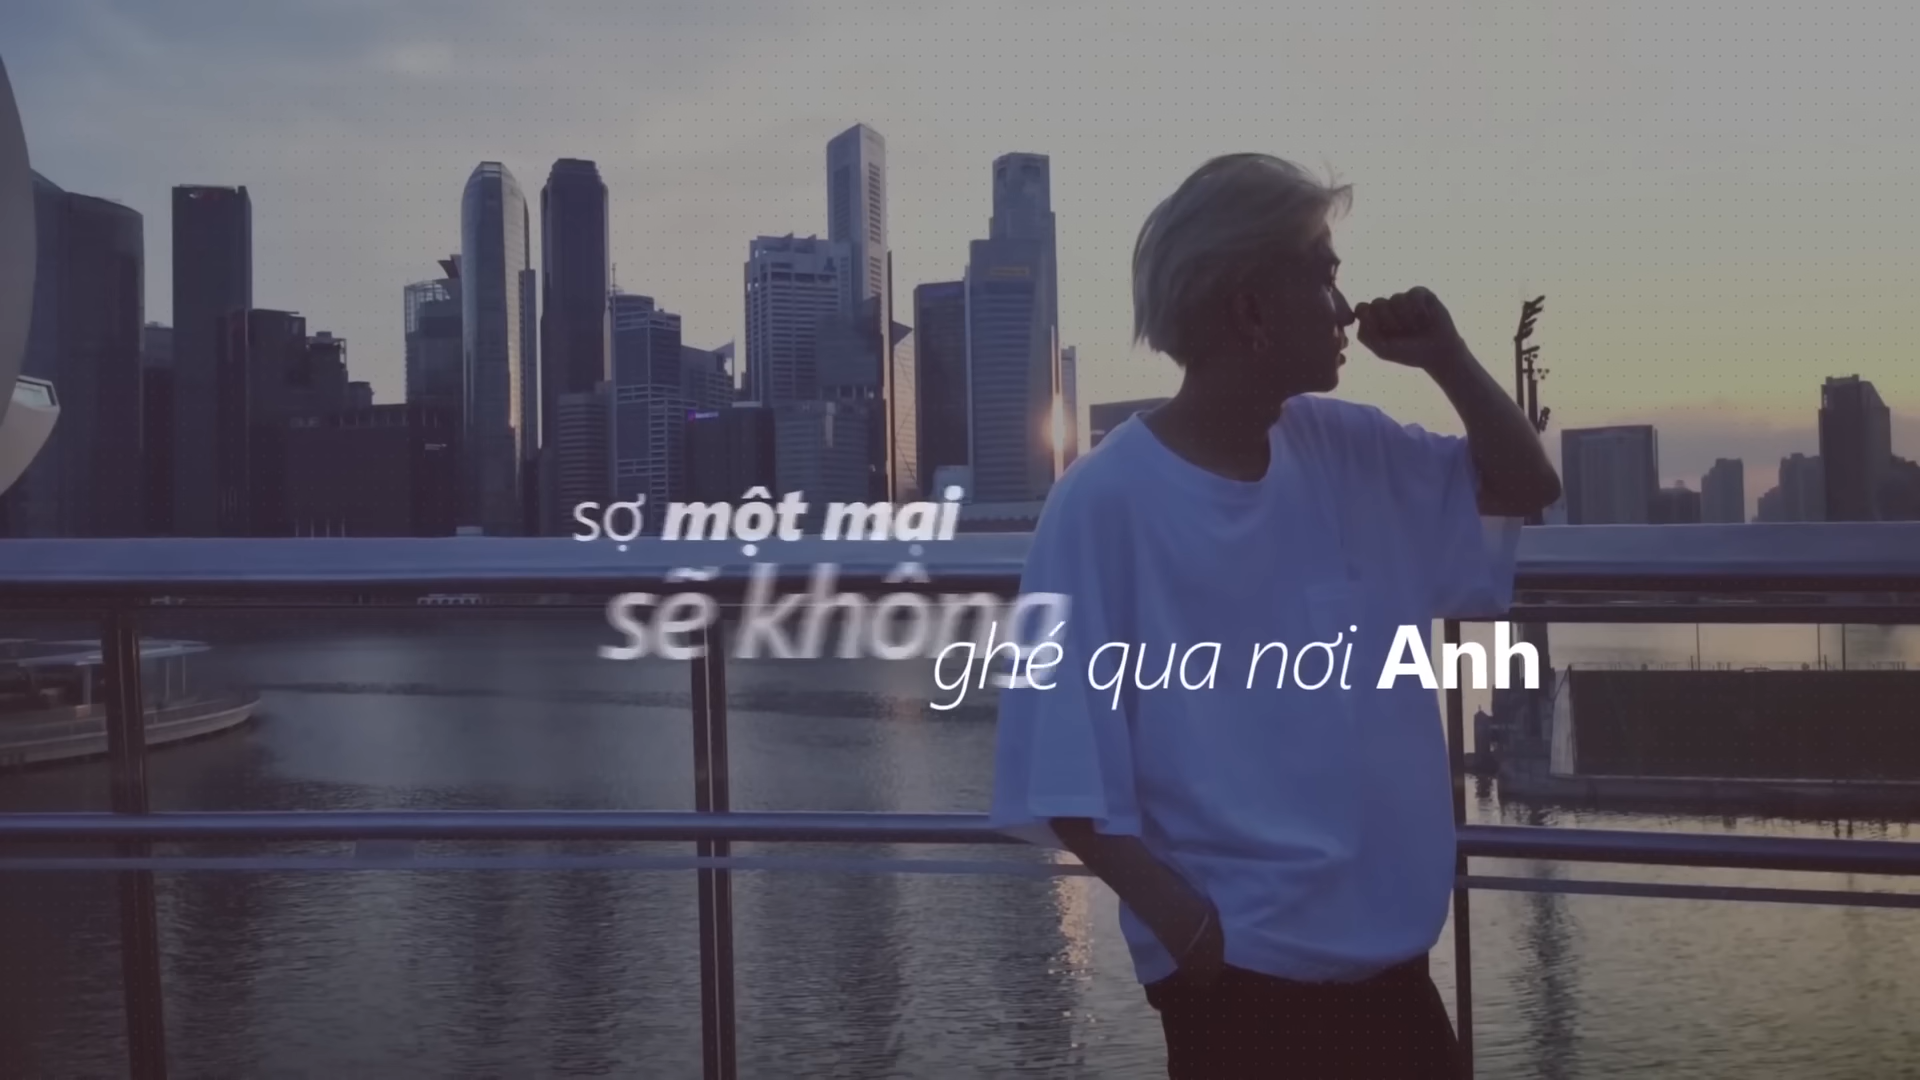 sợ một mai
sẽ không
ghé qua nơi Anh